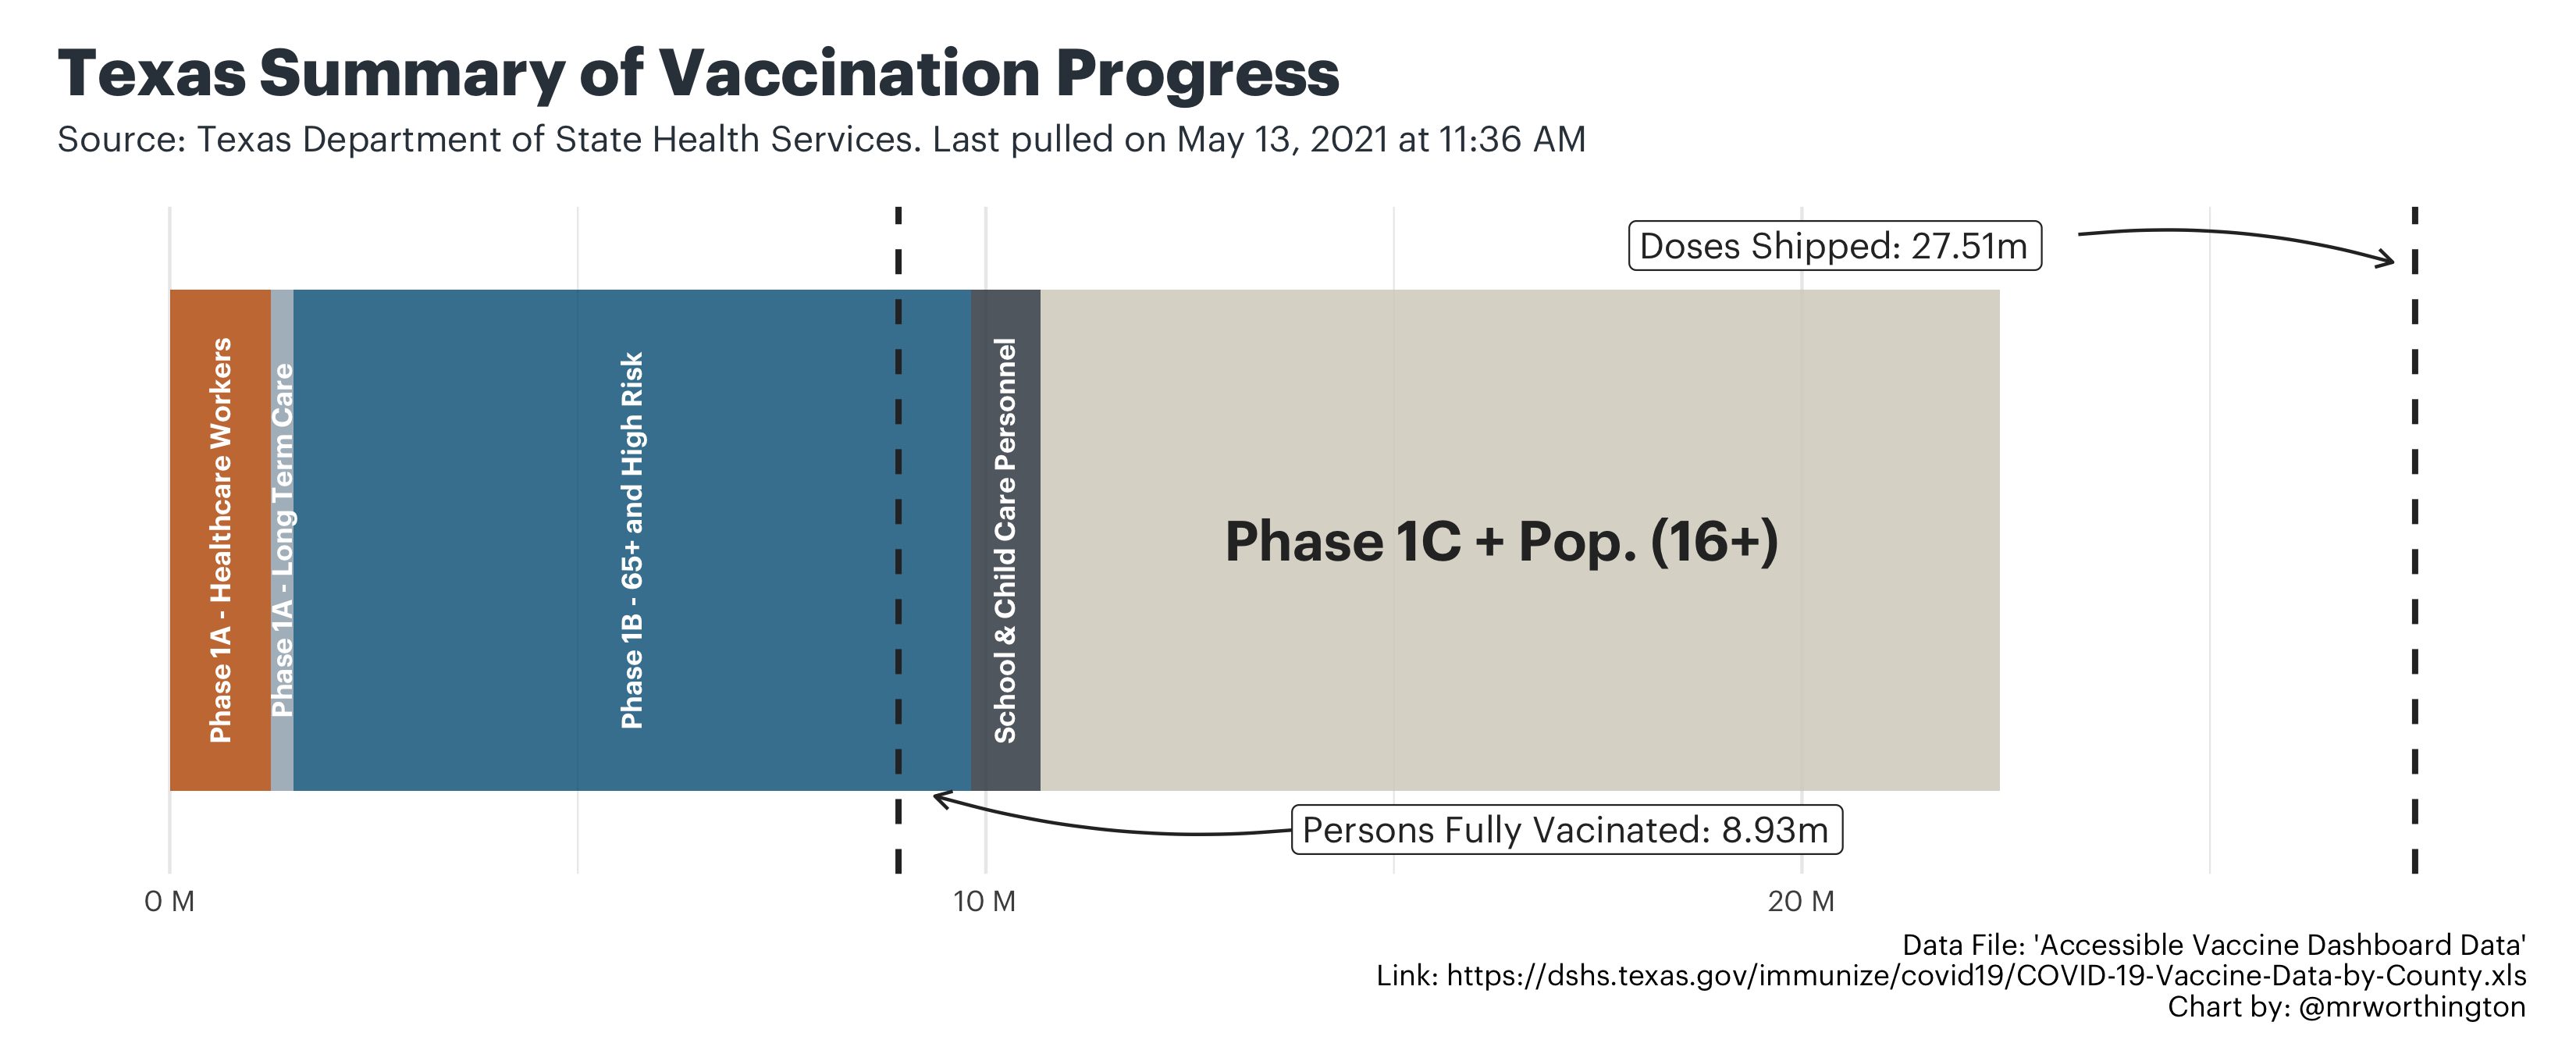 Texas Summary of Vaccination Progress
Source: Texas Department of State Health Services. Last pulled on May 13, 2021 at 11:36 AM
Doses Shipped: 27.51m
Phase 1A - Healthcare Workers
Phase 1A - Long Term Care
Phase 1B - 65+ and High Risk
School & Child Care Personnel
Phase 1C + Pop. (16+)
Persons Fully Vacinated: 8.93m
0 M
10 M
20 M
Data File: 'Accessible Vaccine Dashboard Data'
Link: https://dshs.texas.gov/immunize/covid19/COVID-19-Vaccine-Data-by-County.xls
Chart by: @mrworthington